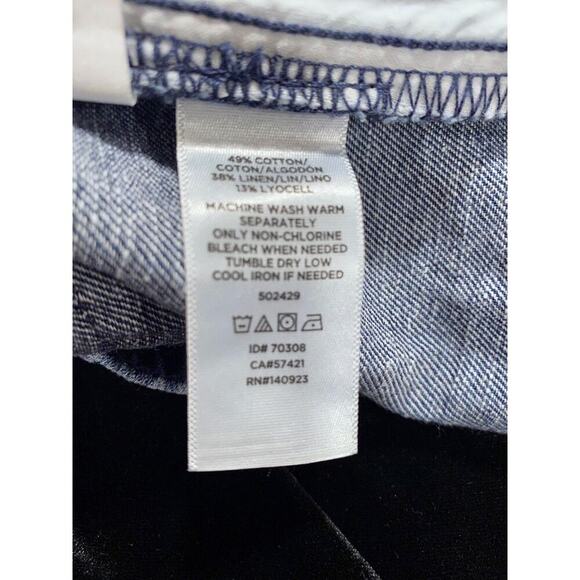 49% COTTON/
COTON/ALGODÓN
38% LINEN/LIN/LINO
13% LYOCELL
MACHINE WASH WARM
SEPARATELY
ONLY NON-CHLORINE
BLEACH WHEN NEEDED
TUMBLE DRY LOW
COOL IRON IF NEEDED
502429
ID# 70308
CA#57421
RN#140923